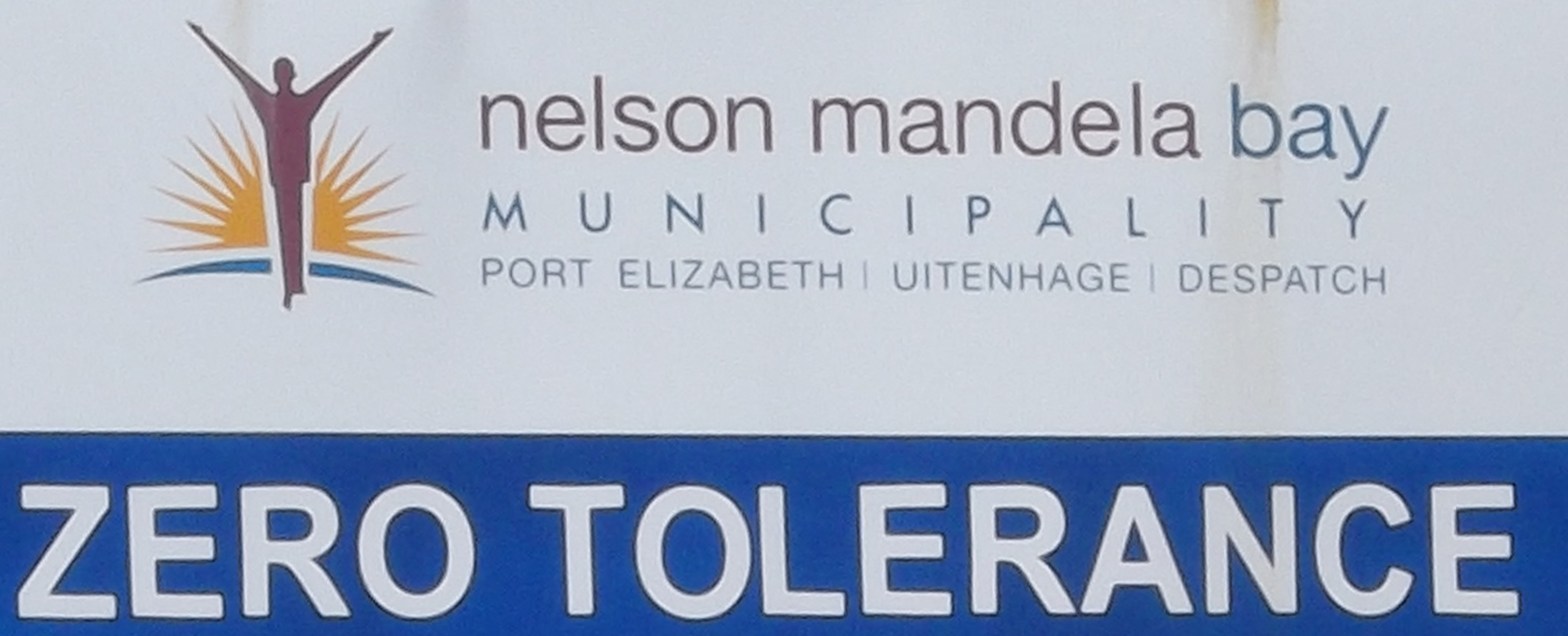 nelson mandela bay
MUNICIPALITY
PORT ELIZABETH | UITENHAGE | DESPATCH
ZERO TOLERANCE